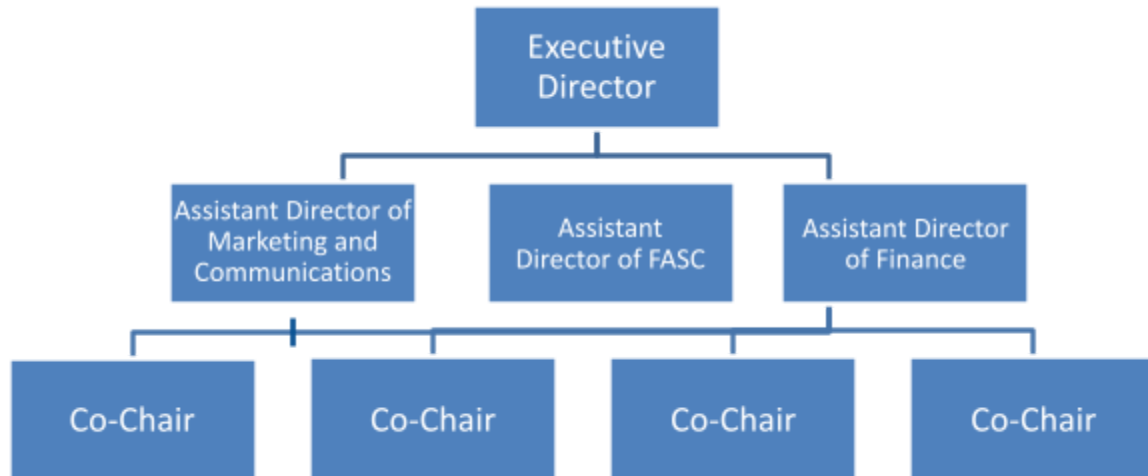 Executive
Director
Assistant Director of
Marketing and
Communications
Assistant
Director of FASC
Assistant Director
of Finance
Co-Chair
Co-Chair
Co-Chair
Co-Chair